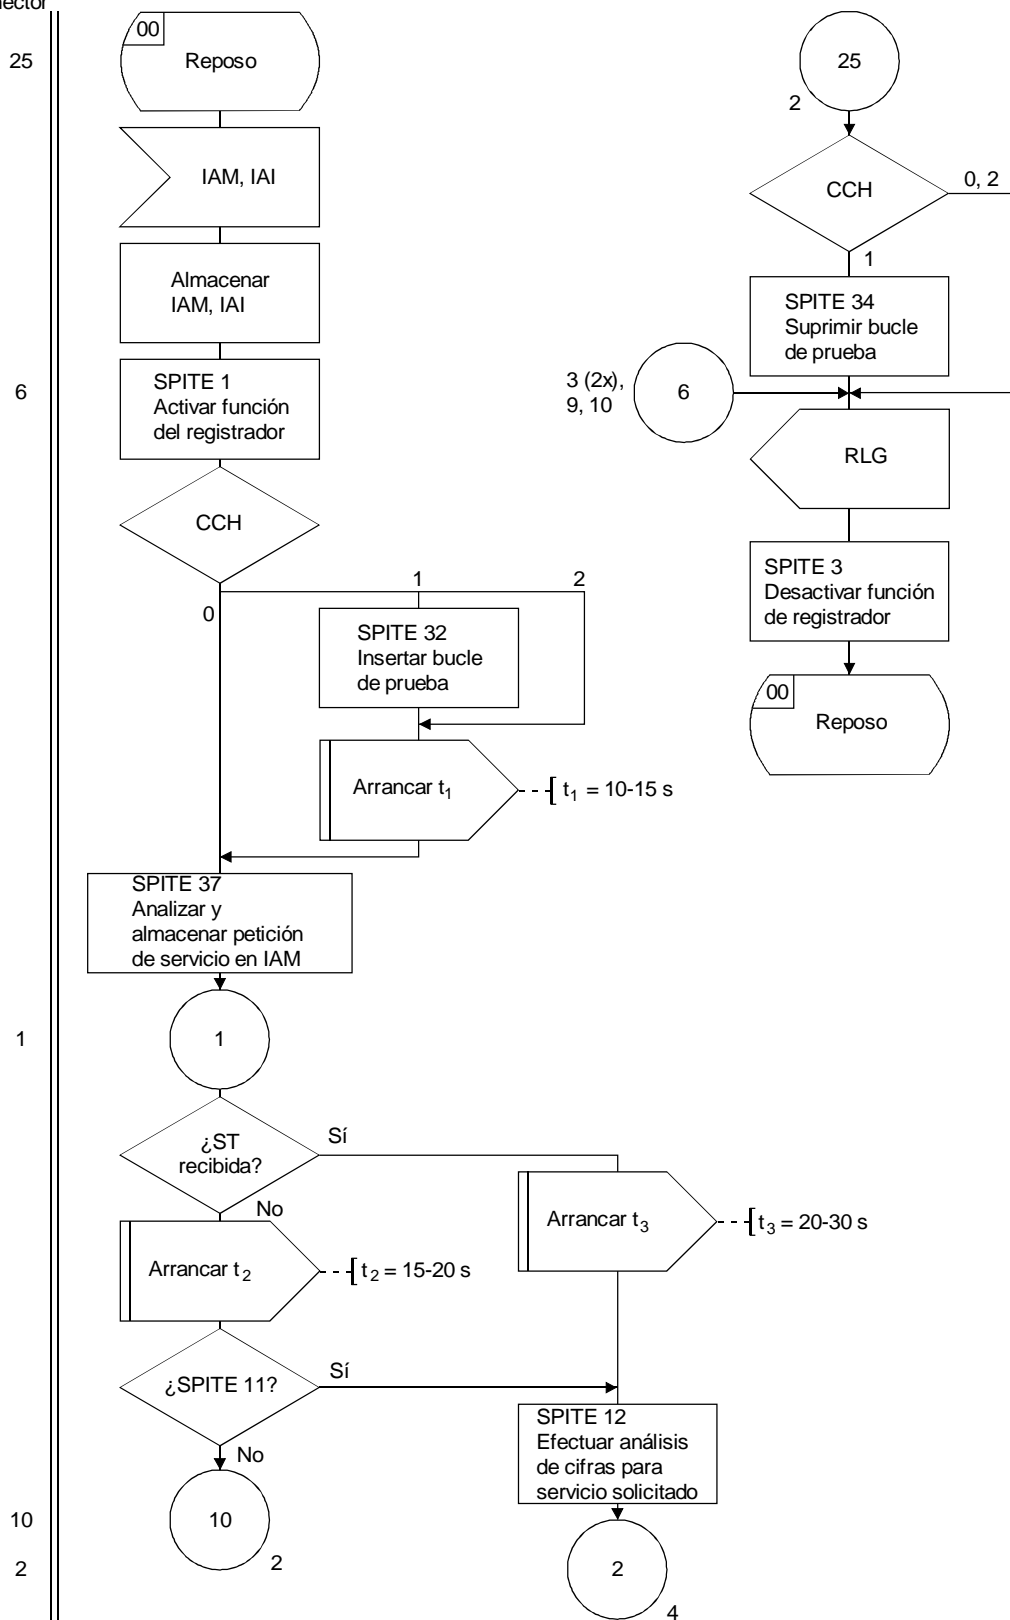 25
6
1
10
2
00
Reposo
IAM, IAI
Almacenar
IAM, IAI
SPITE 1
Activar función
del registrador
CCH
0
1
2
SPITE 32
Insertar bucle
de prueba
Arrancar t1
t1 = 10-15 s
SPITE 37
Analizar y
almacenar petición
de servicio en IAM
1
¿ST
recibida?
Sí
No
Arrancar t3
t3 = 20-30 s
Arrancar t2
t2 = 15-20 s
¿SPITE 11?
Sí
No
SPITE 12
Efectuar análisis
de cifras para
servicio solicitado
10
2
2
4
25
2
CCH
0, 2
1
SPITE 34
Suprimir bucle
de prueba
3 (2x),
9, 10
6
RLG
SPITE 3
Desactivar función
de registrador
00
Reposo